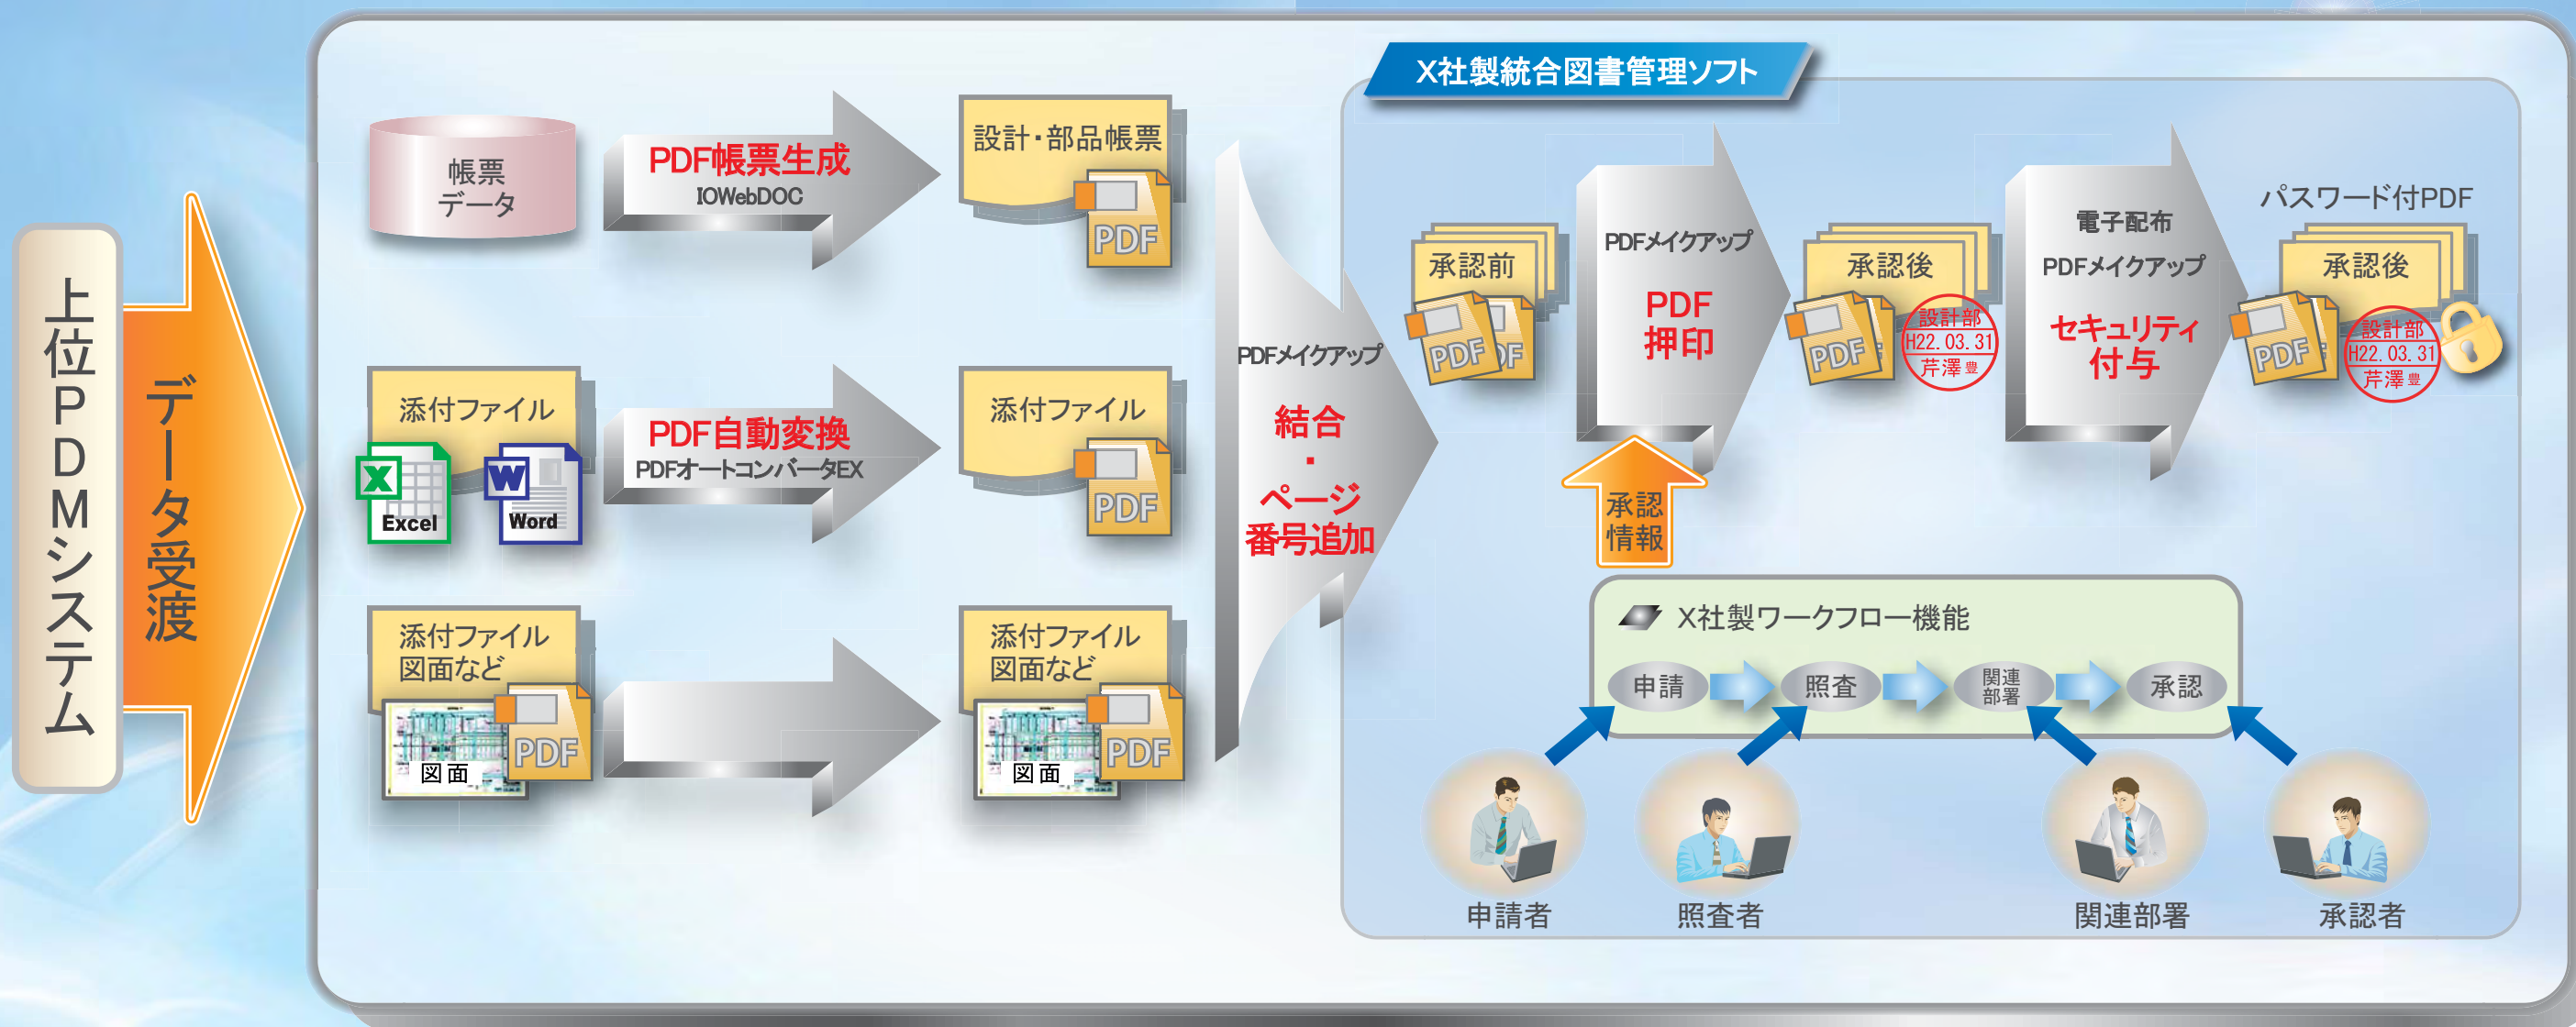 上位PDMシステム
データ受渡
帳票
データ
PDF帳票生成
IOWebDOC
設計・部品帳票
PDF
添付ファイル
X
Excel
W
Word
PDF自動変換
PDFオートコンバータEX
添付ファイル
PDF
添付ファイル
図面など
図面
PDF
添付ファイル
図面など
図面
PDF
PDFメイクアップ
結合
・
ページ
番号追加
X社製統合図書管理ソフト
承認前
PDF
PDF
PDFメイクアップ
PDF
押印
承認
情報
承認後
PDF
設計部
H22.03.31
芹澤豊
電子配布
PDFメイクアップ
セキュリティ
付与
パスワード付PDF
承認後
PDF
設計部
H22.03.31
芹澤豊
X社製ワークフロー機能
申請
照査
関連
部署
承認
申請者
照査者
関連部署
承認者